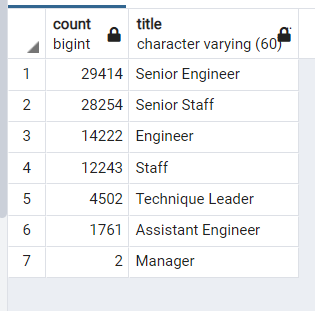 count title
bigint character varying (60)
1 29414 Senior Engineer
2 28254 Senior Staff
3 14222 Engineer
4 12243 Staff
5 4502 Technique Leader
6 1761 Assistant Engineer
7 2 Manager